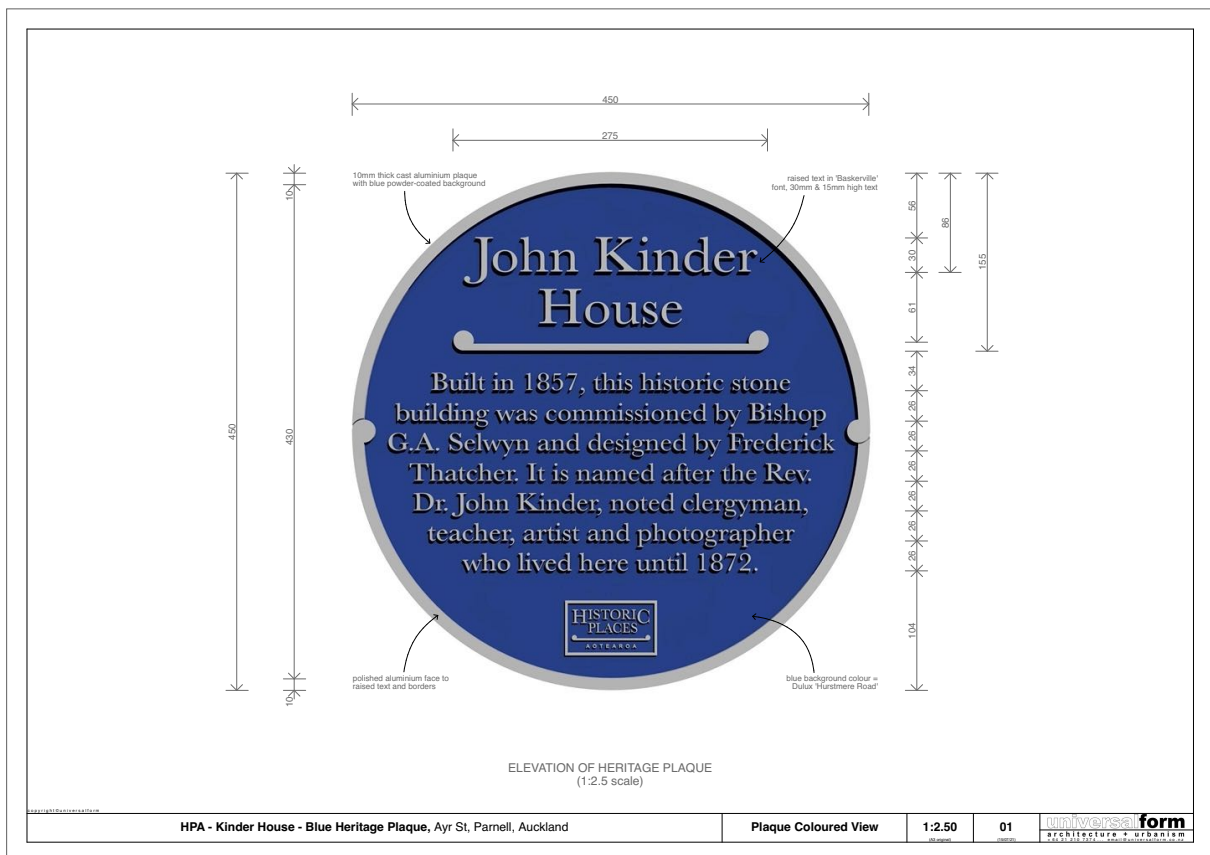 450
275
10mm thick cast aluminium plaque
with blue powder-coated background
raised text in 'Baskerville'
font, 30mm & 15mm high text
10
430
10
450
56
30
61
86
155
34
26
26
26
26
26
26
104
John Kinder
House
Built in 1857, this historic stone
building was commissioned by Bishop
G.A. Selwyn and designed by Frederick
Thatcher. It is named after the Rev.
Dr. John Kinder, noted clergyman,
teacher, artist and photographer
who lived here until 1872.
HISTORIC
PLACES
AOTEAROA
polished aluminium face to
raised text and borders
blue background colour =
Dulux 'Hurstmere Road'
ELEVATION OF HERITAGE PLAQUE
(1:2.5 scale)
copyright©universalform
HPA - Kinder House - Blue Heritage Plaque, Ayr St, Parnell, Auckland
Plaque Coloured View
1:2.50
(A3 original)
01
universalform
architecture + urbanism